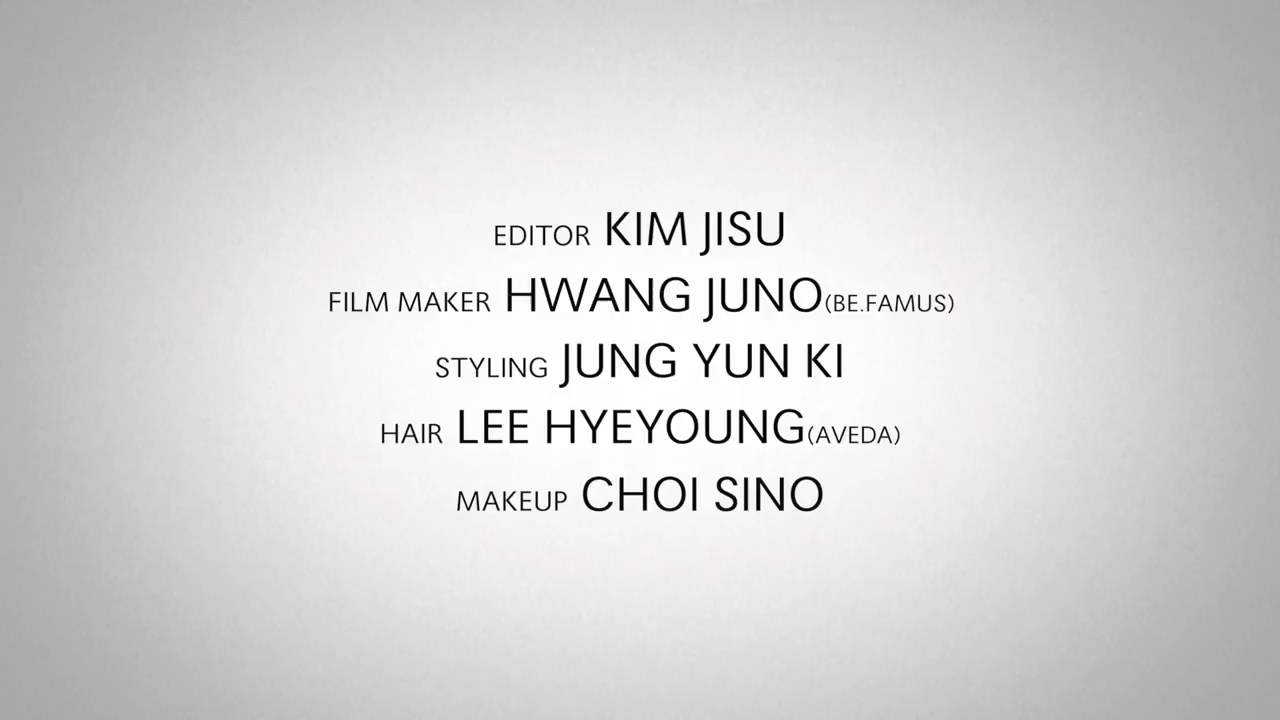 EDITOR KIM JISU
FILM MAKER HWANG JUNO(BE.FAMUS)
STYLING JUNG YUN KI
HAIR LEE HYEYOUNG(AVEDA)
MAKEUP CHOI SINO